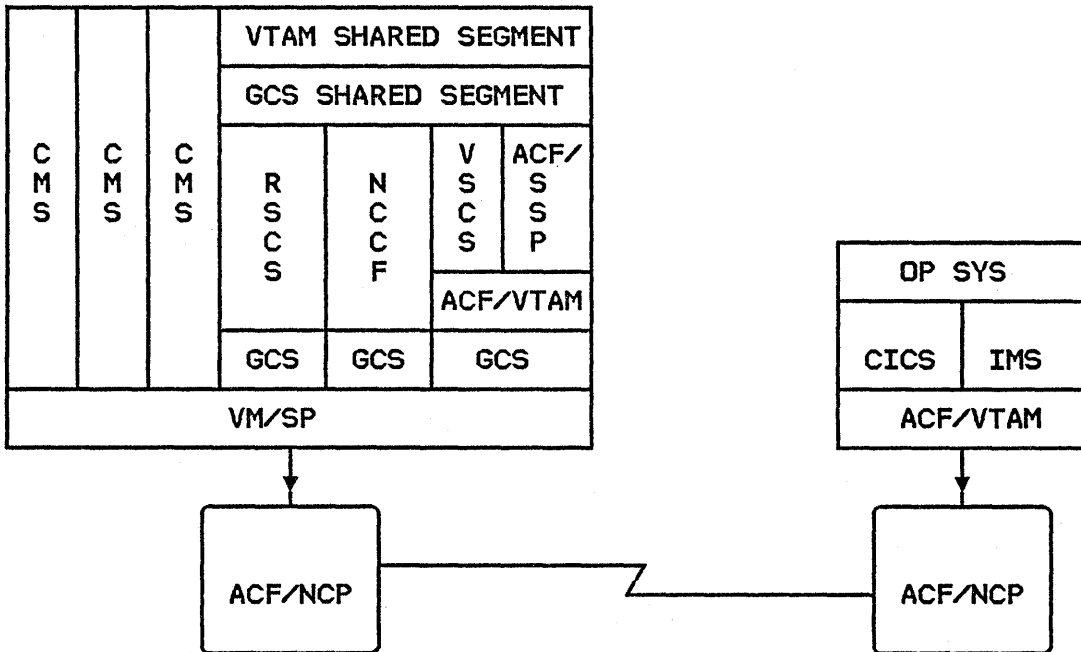 VTAM SHARED SEGMENT
GCS SHARED SEGMENT
CMS
CMS
CMS
RSCS
NCCF
VSCS
ACF/SSP
ACF/VTAM
GCS
GCS
GCS
VM/SP
OP SYS
CICS
IMS
ACF/VTAM
ACF/NCP
ACF/NCP